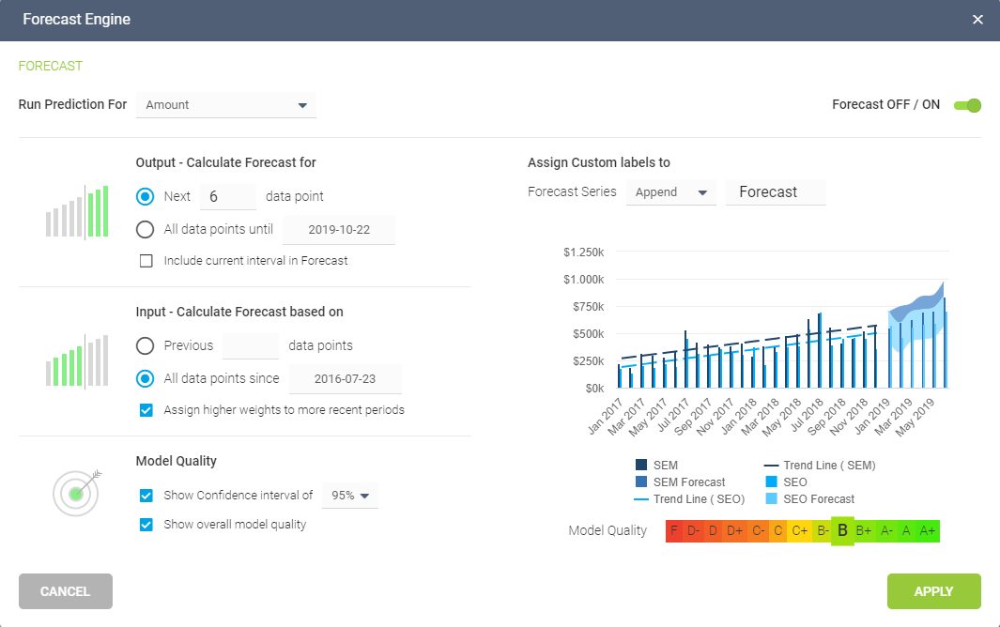 Forecast Engine
FORECAST
Run Prediction For Amount
Forecast OFF / ON
Output - Calculate Forecast for
Next 6 data point
All data points until 2019-10-22
Include current interval in Forecast
Input - Calculate Forecast based on
Previous data points
All data points since 2016-07-23
Assign higher weights to more recent periods
Model Quality
Show Confidence interval of 95%
Show overall model quality
Assign Custom labels to
Forecast Series Append Forecast
$1.250k
$1.000k
$750k
$500k
$250k
$0k
Jan 2017
Mar 2017
May 2017
Jul 2017
Sep 2017
Nov 2017
Jan 2018
Mar 2018
May 2018
Jul 2018
Sep 2018
Nov 2018
Jan 2019
Mar 2019
May 2019
SEM
Trend Line ( SEM)
SEM Forecast
SEO
Trend Line ( SEO)
SEO Forecast
Model Quality F D- D D+ C- C C+ B- B B+ A- A A+
CANCEL
APPLY